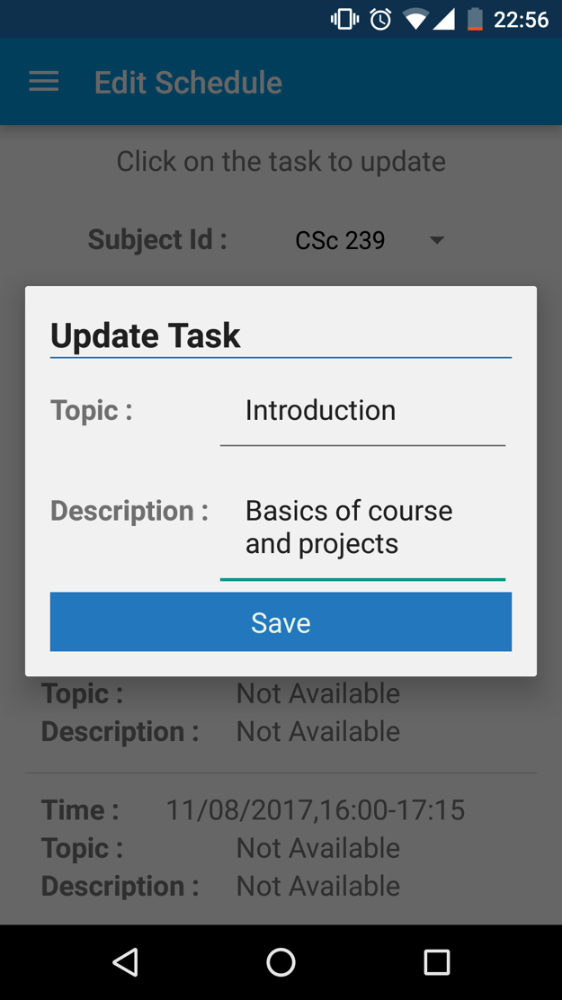 22:56
Edit Schedule
Click on the task to update
Subject Id : CSc 239
Update Task
Topic : Introduction
Description : Basics of course
and projects
Save
Topic : Not Available
Description : Not Available
Time : 11/08/2017,16:00-17:15
Topic : Not Available
Description : Not Available